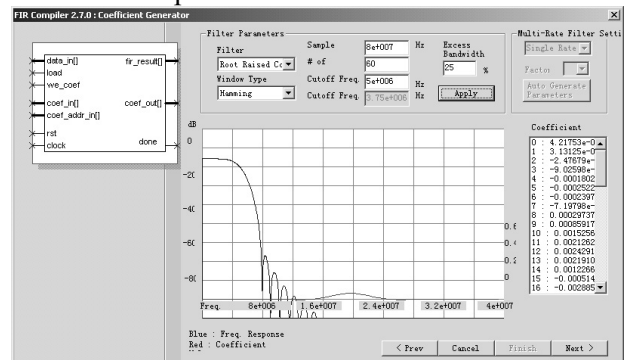 FIR Compiler 2.7.0 : Coefficient Generator
data_in[] fir_result[]
load
we_coef
coef_in[] coef_out[]
coef_addr_in[]
rst
clock done
Filter Parameters
Filter
Root Raised Co
Window Type
Hamming
Sample 8e+007 Hz
# of 60
Cutoff Freq. 5e+006 Hz
Cutoff Freq. 3.75e+006 Hz
Excess
Bandwidth
25 %
Apply
Multi-Rate Filter Setti
Single Rate
Factor
Auto Generate
Parameters
dB
0
-20
-40
-60
-80
0.6
0.4
0.2
0
Freq. 8e+006 1.6e+007 2.4e+007 3.2e+007 4e+007
Blue : Freq. Response
Red : Coefficient
Coefficient
0 : 4.21753e-0
1 : 3.13125e-0
2 : -2.47679e-
3 : -9.02598e-
4 : -0.0001802
5 : -0.0002522
6 : -0.0002397
7 : -7.19798e-
8 : 0.00029737
9 : 0.00085917
10 : 0.0015256
11 : 0.0021262
12 : 0.0024291
13 : 0.0021910
14 : 0.0012266
15 : -0.000514
16 : -0.002885
< Prev Cancel Finish Next >